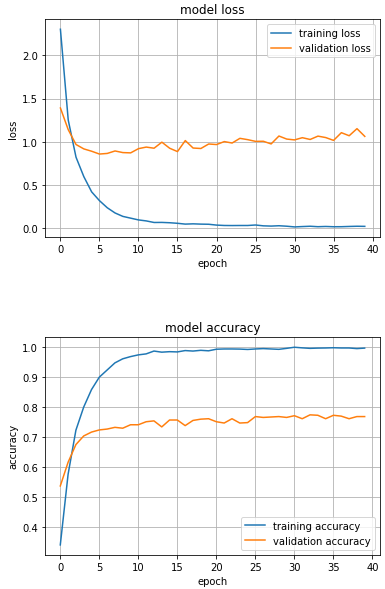 model loss
training loss
validation loss
2.0
1.5
1.0
0.5
0.0
loss
0 5 10 15 20 25 30 35 40
epoch
model accuracy
1.0
0.9
0.8
0.7
0.6
0.5
0.4
accuracy
training accuracy
validation accuracy
0 5 10 15 20 25 30 35 40
epoch